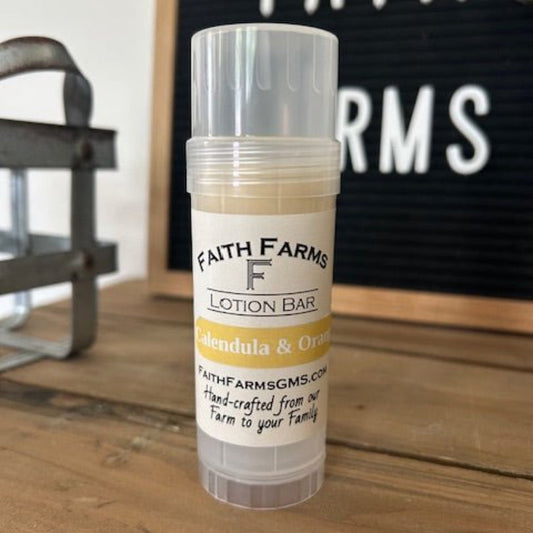 RMS
FAITH FARMS
F
LOTION BAR
Calendula & Oran
FAITHFARMSGMS.COM
Hand-crafted from our
Farm to your Family